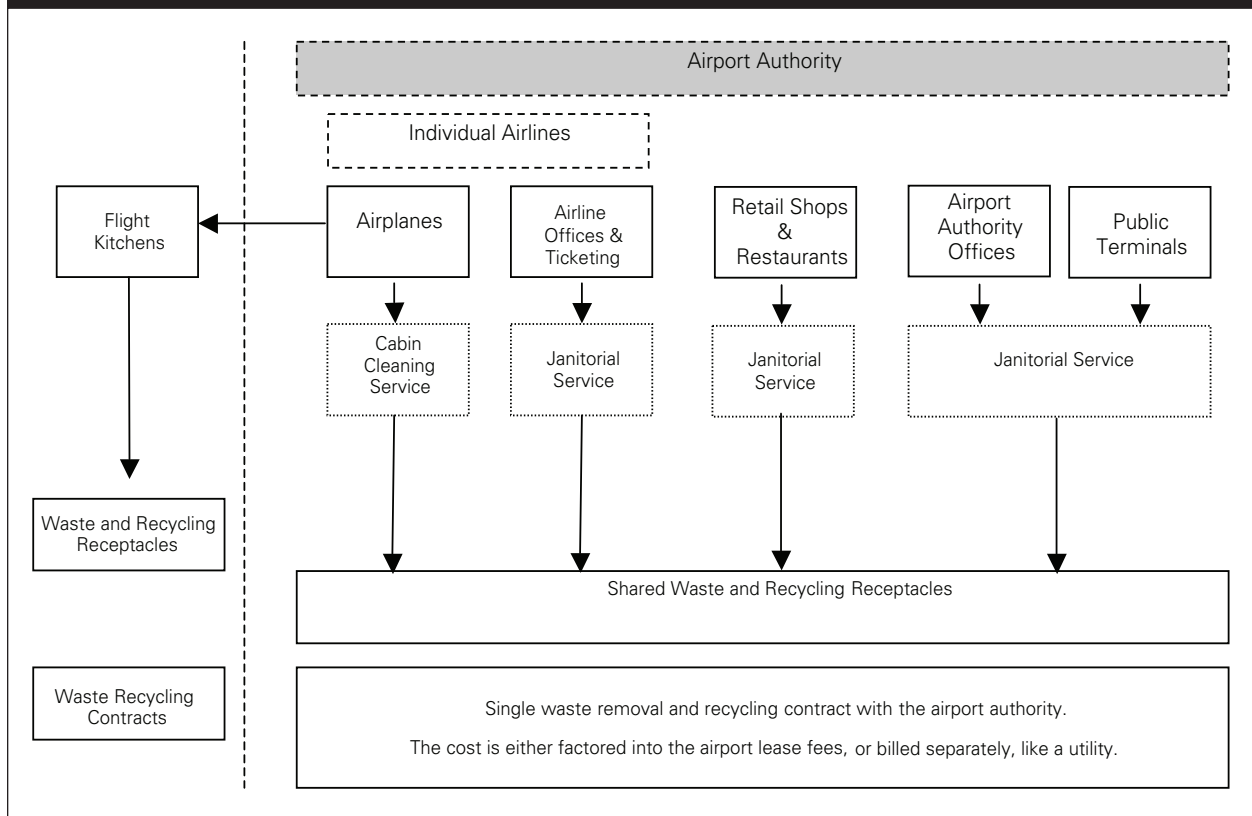 Airport Authority
Individual Airlines
Flight
Kitchens
Airplanes
Airline
Offices &
Ticketing
Retail Shops
&
Restaurants
Airport
Authority
Offices
Public
Terminals
Cabin
Cleaning
Service
Janitorial
Service
Janitorial
Service
Janitorial Service
Waste and Recycling
Receptacles
Shared Waste and Recycling Receptacles
Waste Recycling
Contracts
Single waste removal and recycling contract with the airport authority.
The cost is either factored into the airport lease fees, or billed separately, like a utility.